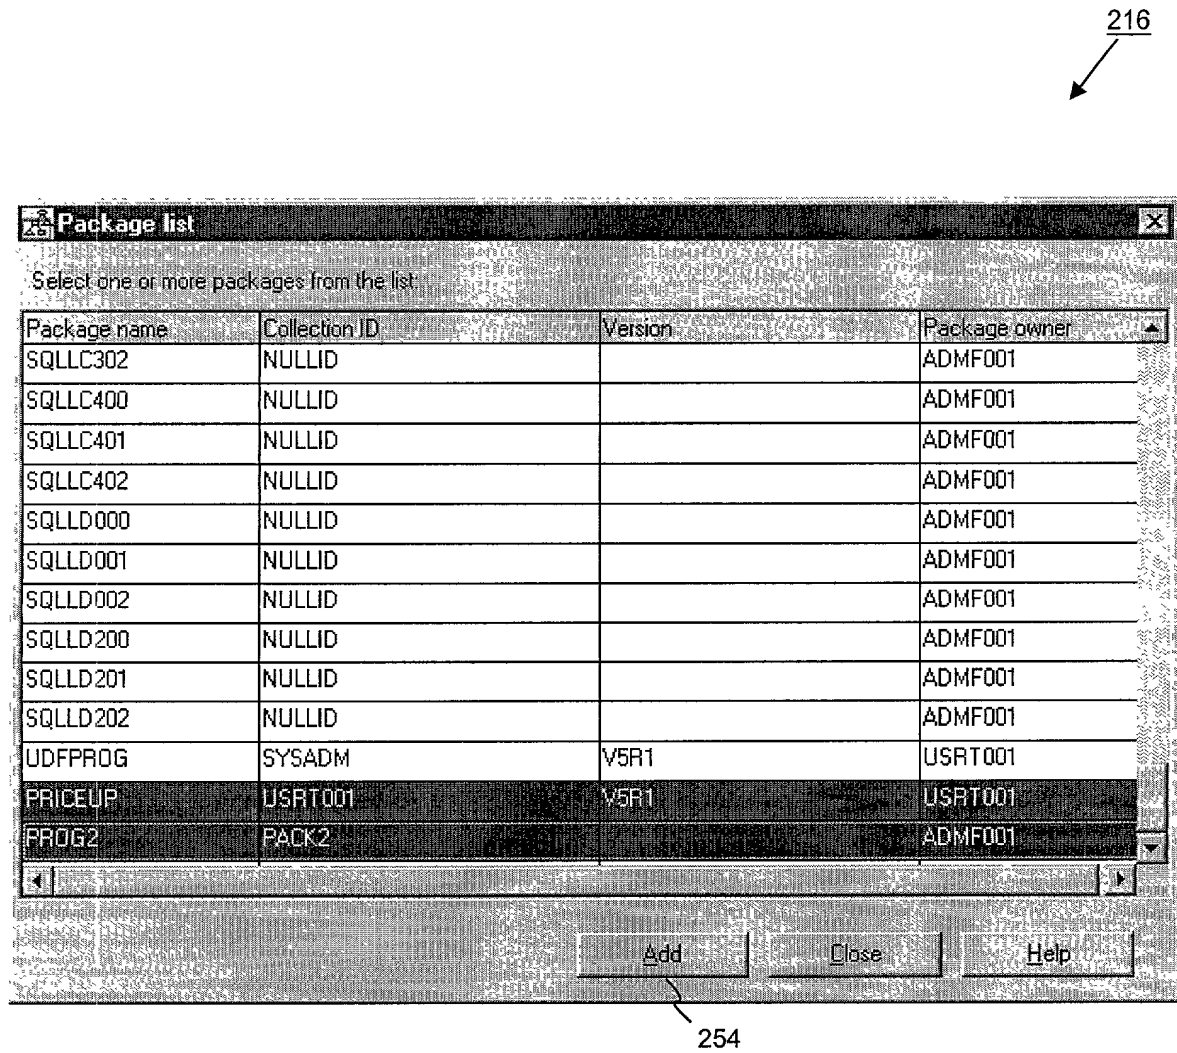 216
Package list
Select one or more packages from the list:
Package name Collection ID Version Package owner
SQLLC302 NULLID ADMF001
SQLLC400 NULLID ADMF001
SQLLC401 NULLID ADMF001
SQLLC402 NULLID ADMF001
SQLLD000 NULLID ADMF001
SQLLD001 NULLID ADMF001
SQLLD002 NULLID ADMF001
SQLLD200 NULLID ADMF001
SQLLD201 NULLID ADMF001
SQLLD202 NULLID ADMF001
UDFPROG SYSADM V5R1 USRT001
PRICEUP USRT001 V5R1 USRT001
PROG2 PACK2 ADMF001
Add Close Help
254